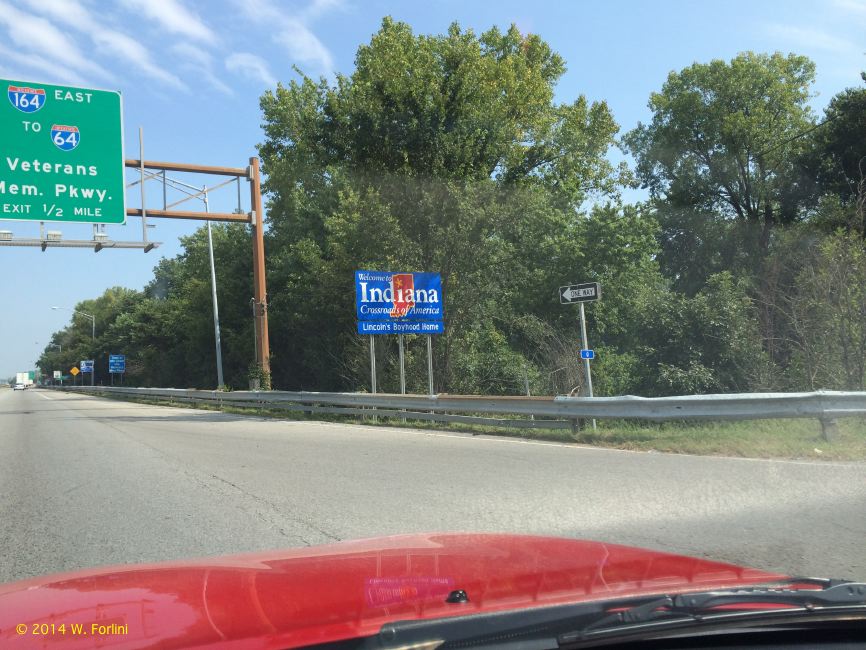 164 EAST
TO 64
Veterans
Mem. Pkwy.
EXIT 1/2 MILE
Welcome to
Indiana
Crossroads of America
Lincoln's Boyhood Home
ONE WAY
0
© 2014 W. Forlini